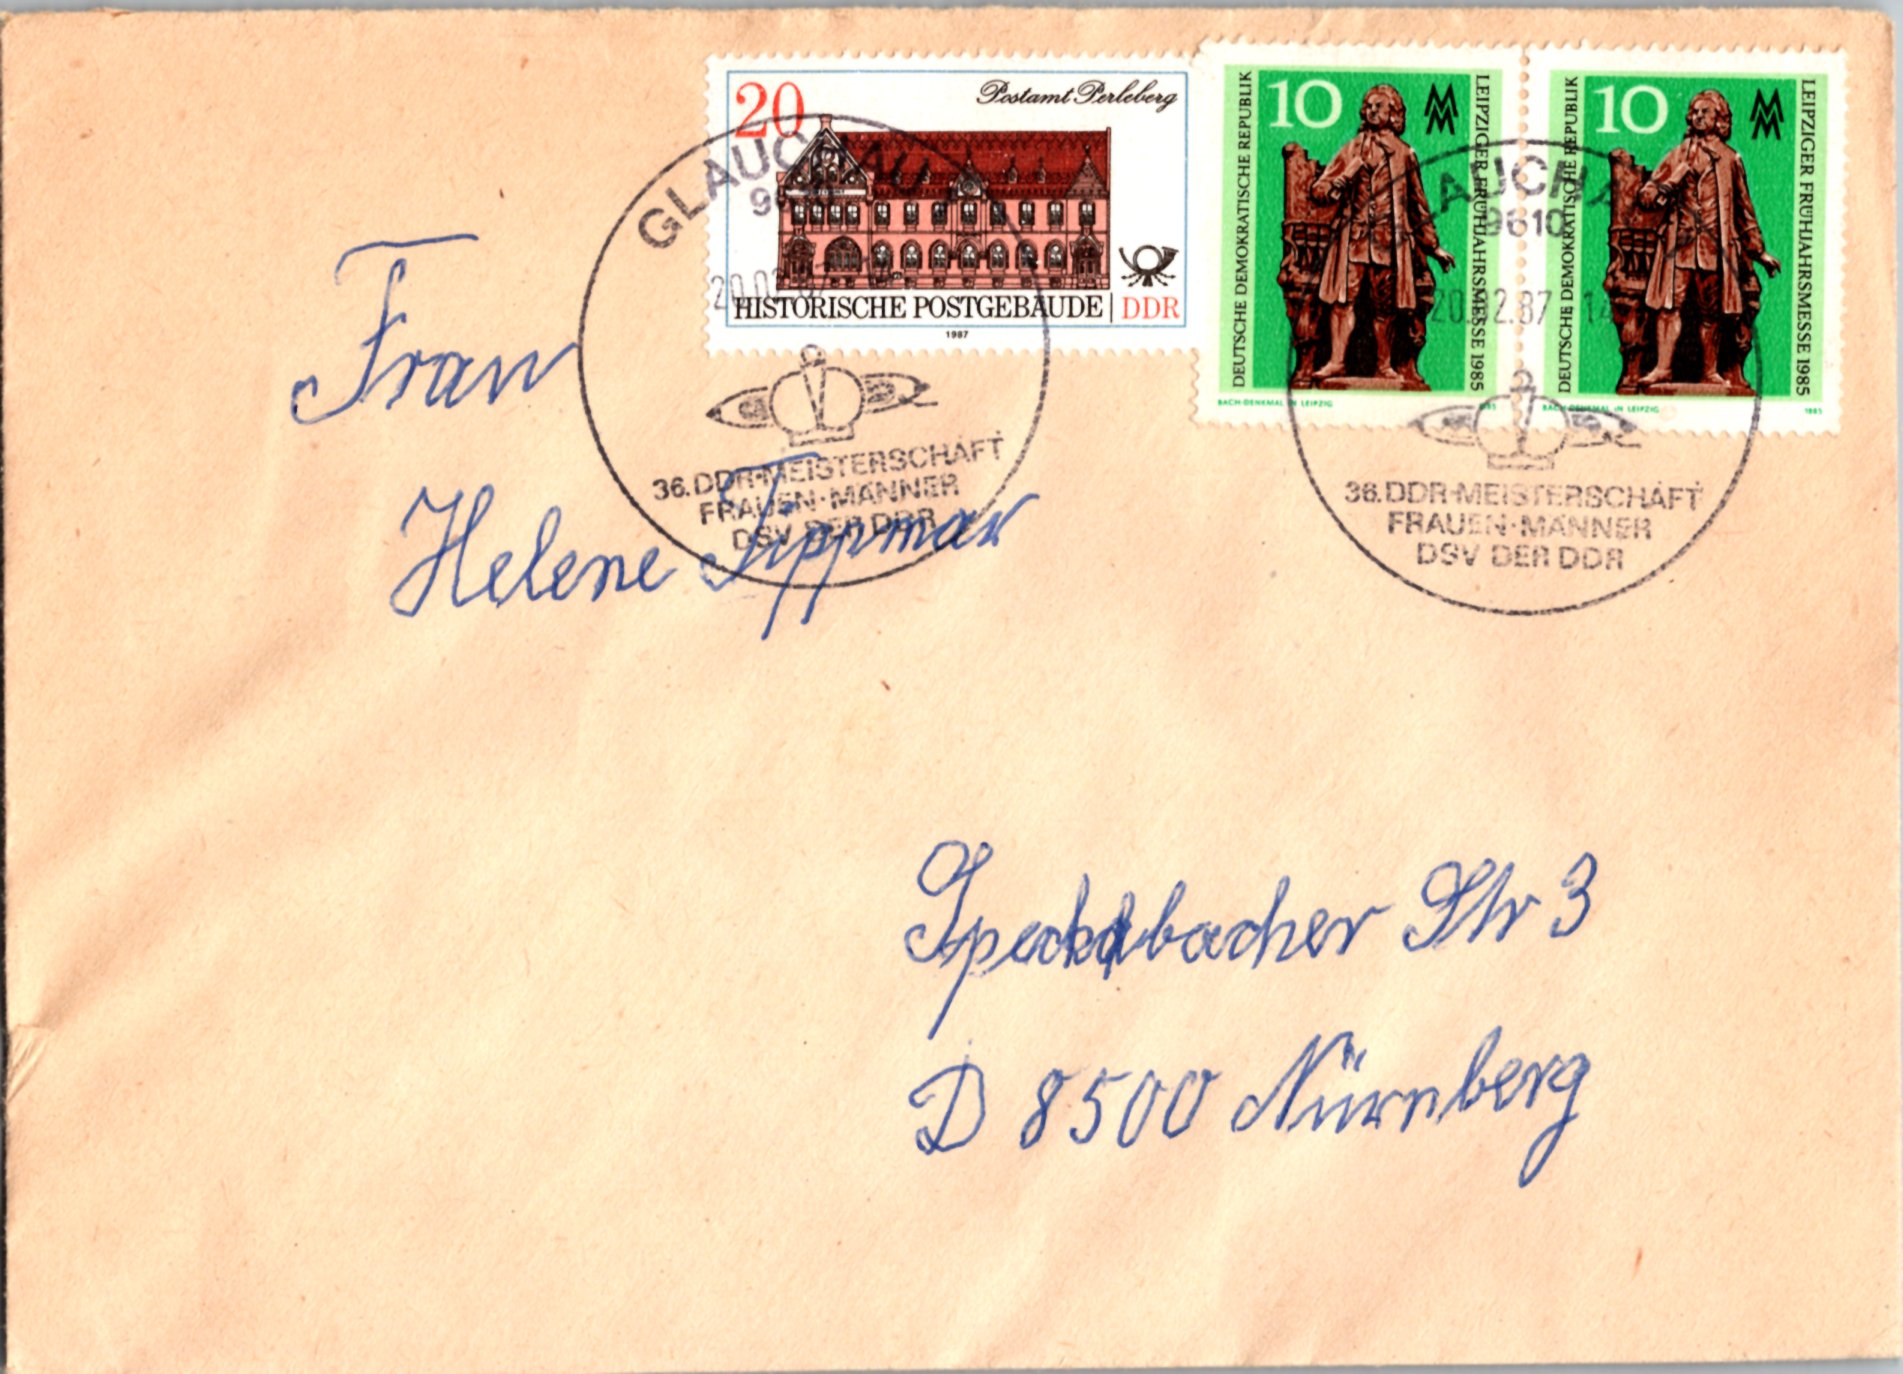 20
Postamt Perleberg
HISTORISCHE POSTGEBÄUDE | DDR
1987
10
DEUTSCHE DEMOKRATISCHE REPUBLIK
LEIPZIGER FRÜHJAHRSMESSE 1985
BACH-DENKMAL IN LEIPZIG
1985
10
DEUTSCHE DEMOKRATISCHE REPUBLIK
LEIPZIGER FRÜHJAHRSMESSE 1985
BACH-DENKMAL IN LEIPZIG
1985
GLAUCHAU
36.DDR-MEISTERSCHAFT
FRAUEN·MÄNNER
DSV DER DDR
GLAUCHAU
9610
20.02.87
36.DDR-MEISTERSCHAFT
FRAUEN·MÄNNER
DSV DER DDR
Frau
Helene Tippmar
Str 3
D 8500 Nürnberg